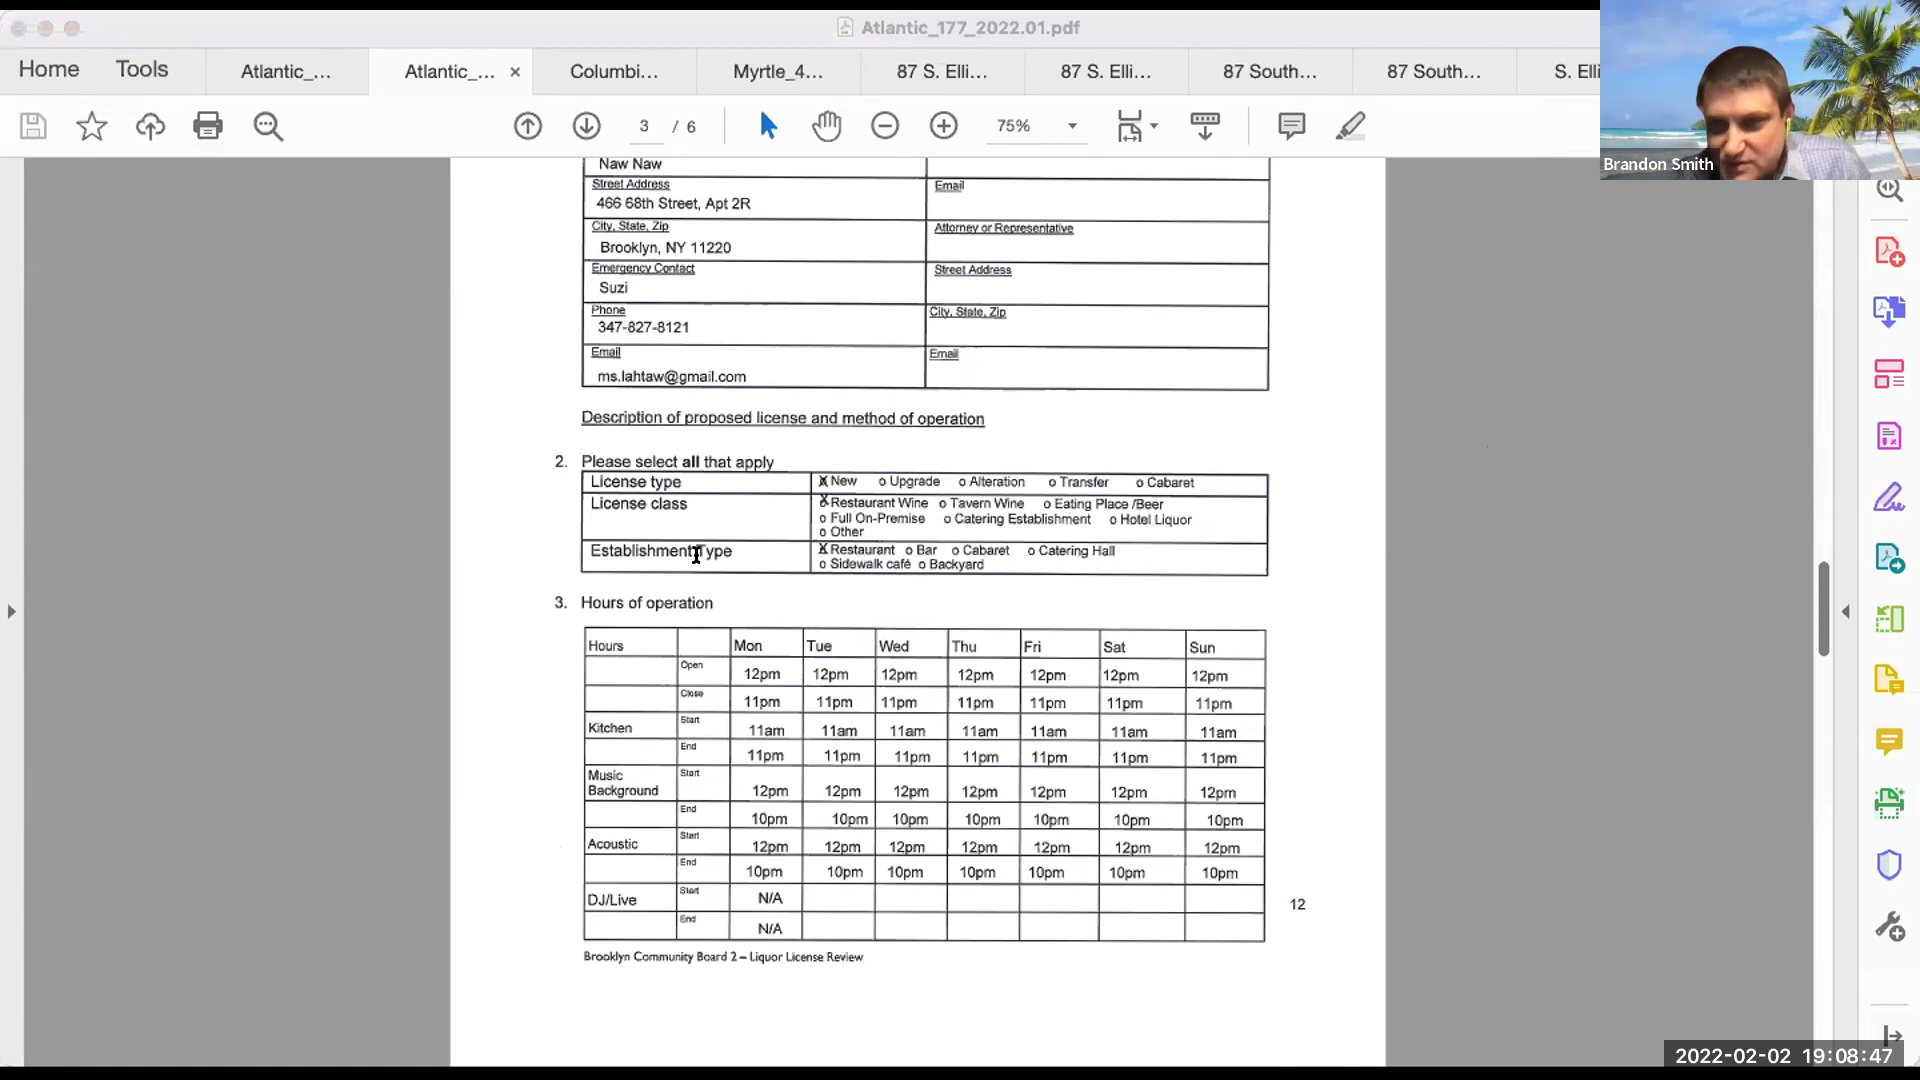 Atlantic_177_2022.01.pdf
Home Tools Atlantic_... Atlantic_... × Columbi... Myrtle_4... 87 S. Elli... 87 S. Elli... 87 South... 87 South... S. Elli
3 / 6 75%
Brandon Smith
Naw Naw
Street Address Email
466 68th Street, Apt 2R
City, State, Zip Attorney or Representative
Brooklyn, NY 11220
Emergency Contact Street Address
Suzi
Phone City, State, Zip
347-827-8121
Email Email
ms.lahtaw@gmail.com
Description of proposed license and method of operation
2. Please select all that apply
License type X New o Upgrade o Alteration o Transfer o Cabaret
License class X Restaurant Wine o Tavern Wine o Eating Place /Beer
o Full On-Premise o Catering Establishment o Hotel Liquor
o Other
Establishment Type X Restaurant o Bar o Cabaret o Catering Hall
o Sidewalk café o Backyard
3. Hours of operation
Hours Mon Tue Wed Thu Fri Sat Sun
Open 12pm 12pm 12pm 12pm 12pm 12pm 12pm
Close 11pm 11pm 11pm 11pm 11pm 11pm 11pm
Kitchen Start 11am 11am 11am 11am 11am 11am 11am
End 11pm 11pm 11pm 11pm 11pm 11pm 11pm
Music Background Start 12pm 12pm 12pm 12pm 12pm 12pm 12pm
End 10pm 10pm 10pm 10pm 10pm 10pm 10pm
Acoustic Start 12pm 12pm 12pm 12pm 12pm 12pm 12pm
End 10pm 10pm 10pm 10pm 10pm 10pm 10pm
DJ/Live Start N/A
End N/A
12
Brooklyn Community Board 2 – Liquor License Review
2022-02-02 19:08:47